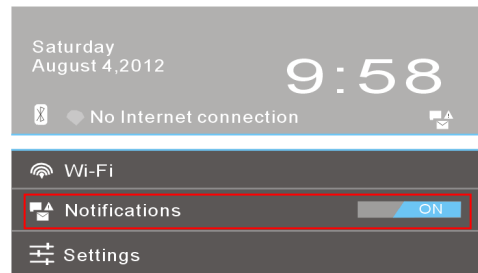 Saturday
August 4,2012
9:58
No Internet connection
Wi-Fi
Notifications ON
Settings